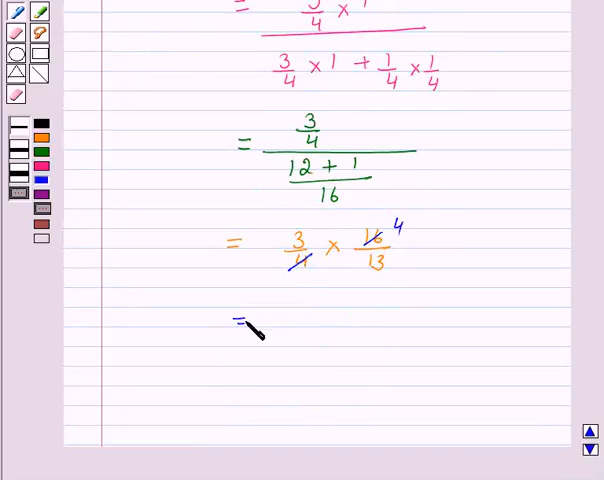 = 3/4 × 1
3/4 × 1 + 1/4 × 1/4
= 3/4
12 + 1
16
= 3/4 × 16/13 4
=